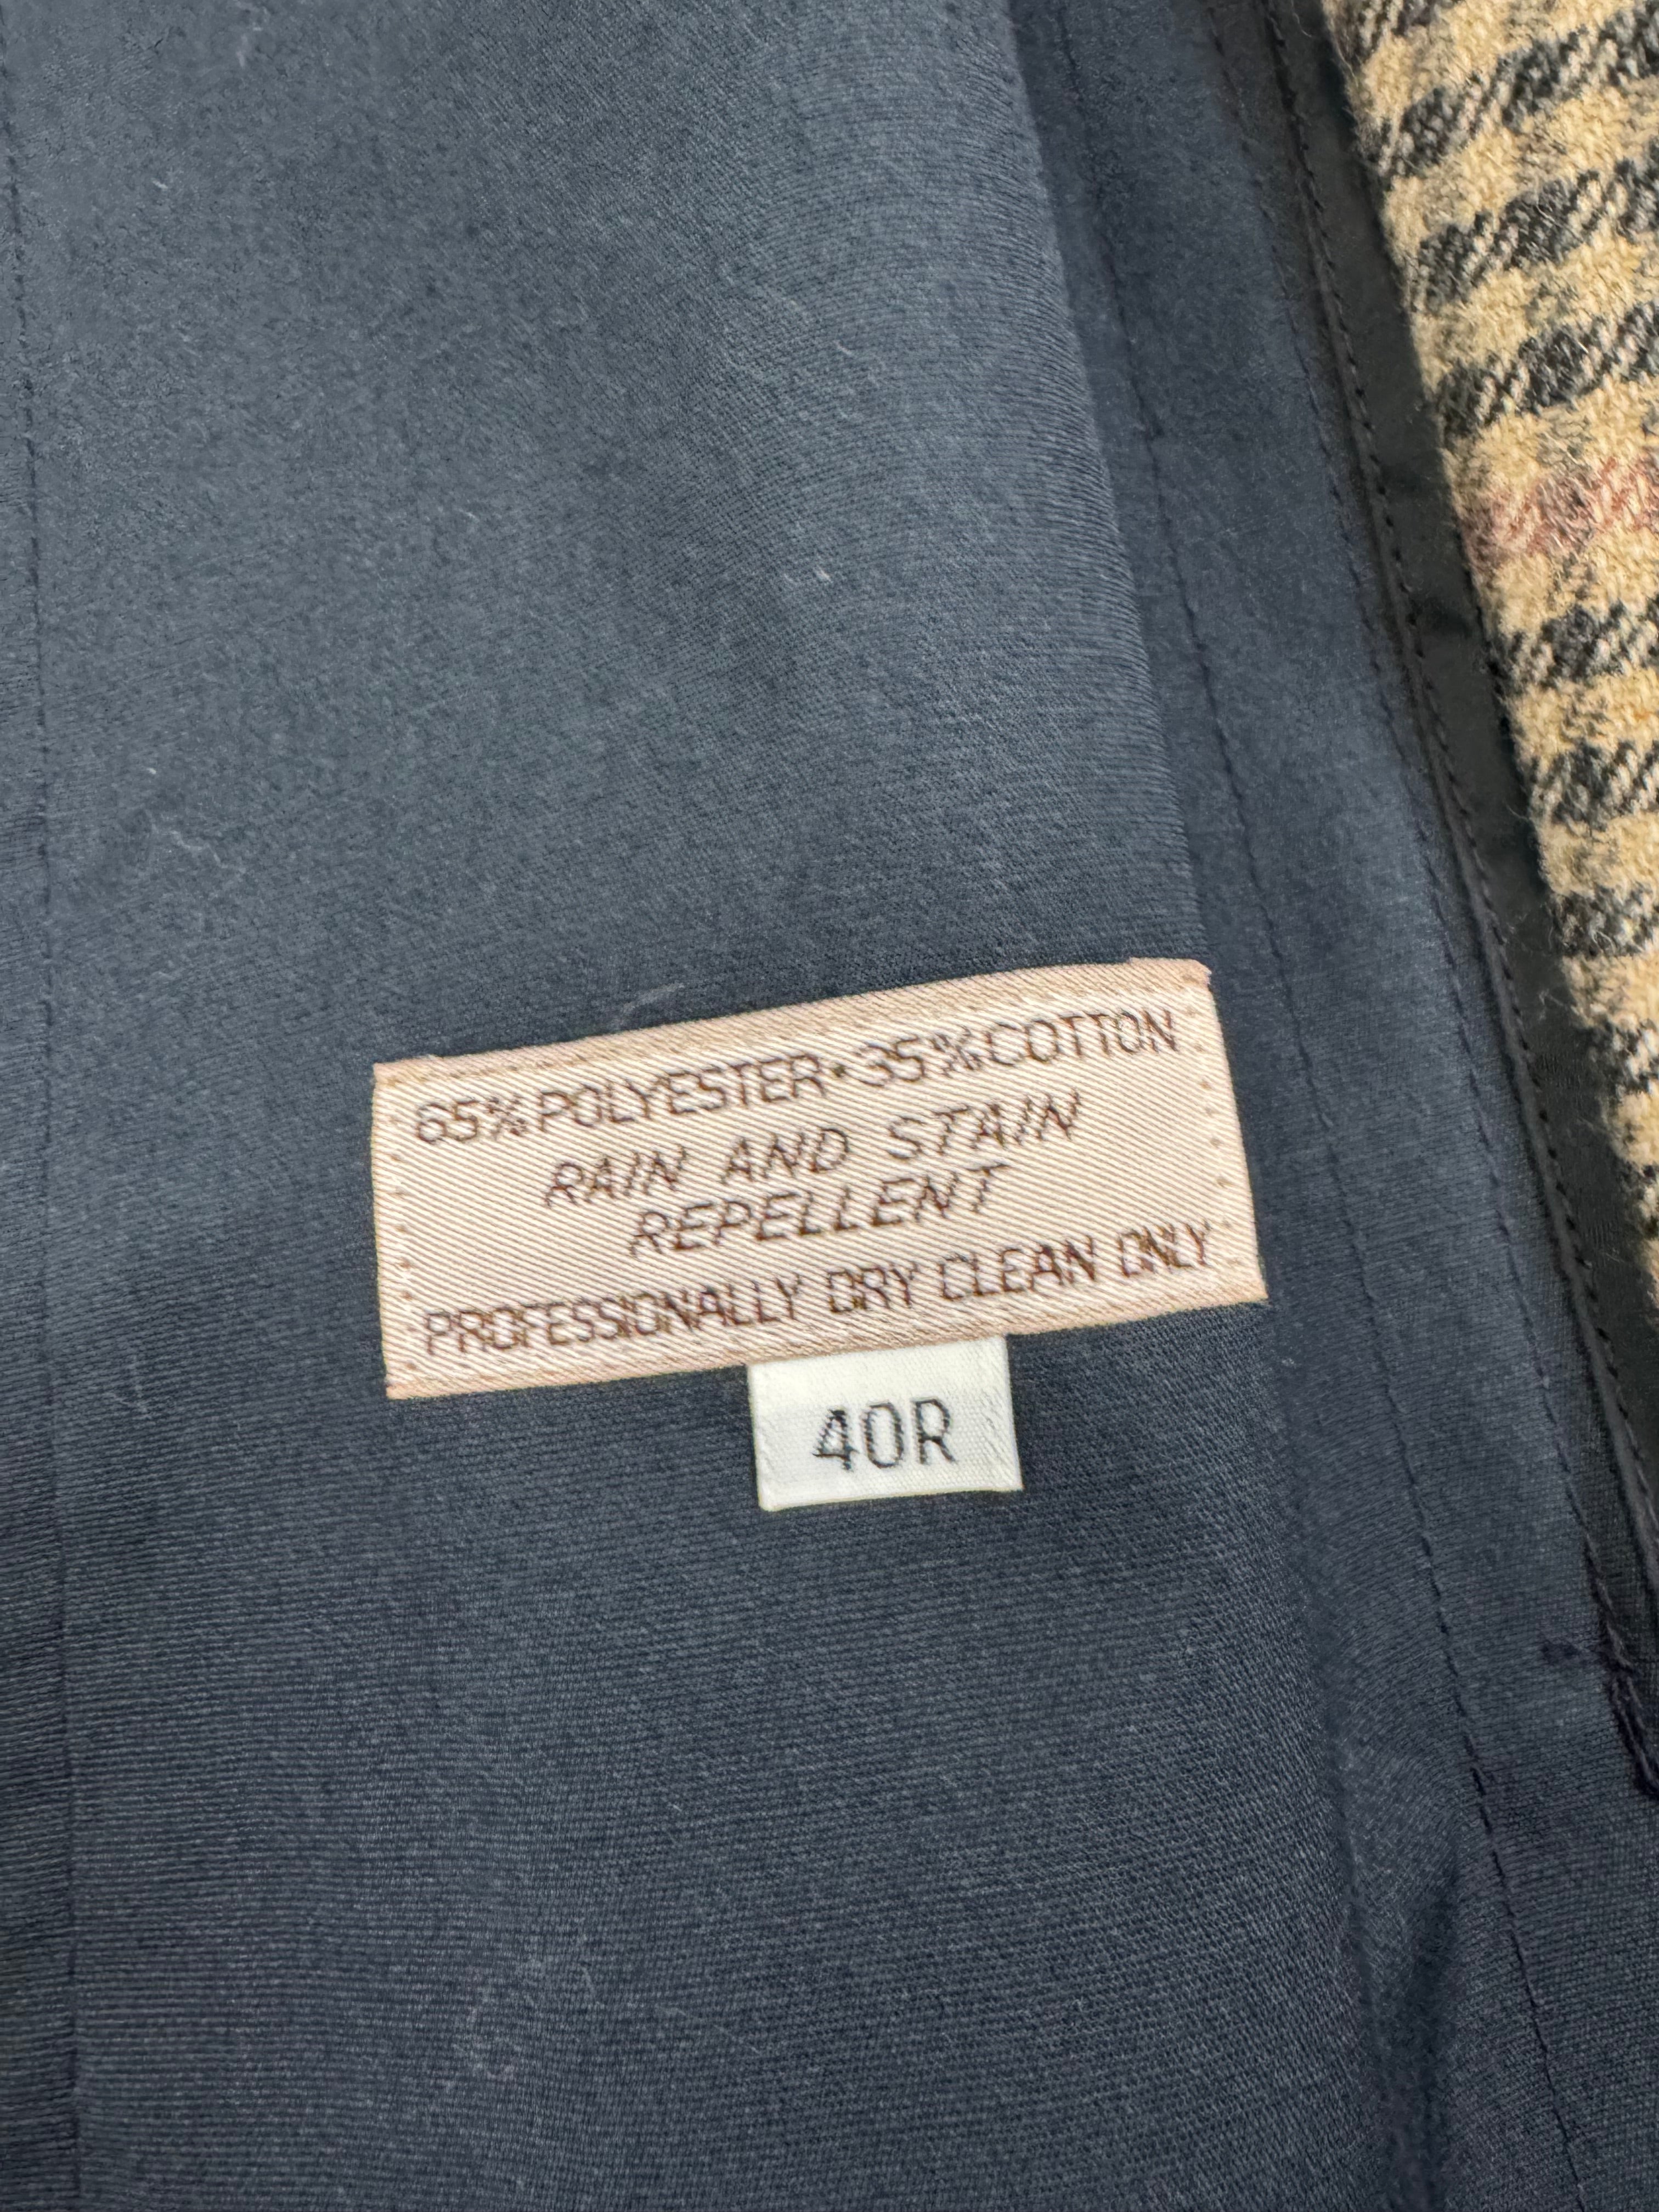 65% POLYESTER • 35% COTTON
RAIN AND STAIN
REPELLENT
PROFESSIONALLY DRY CLEAN ONLY
40R